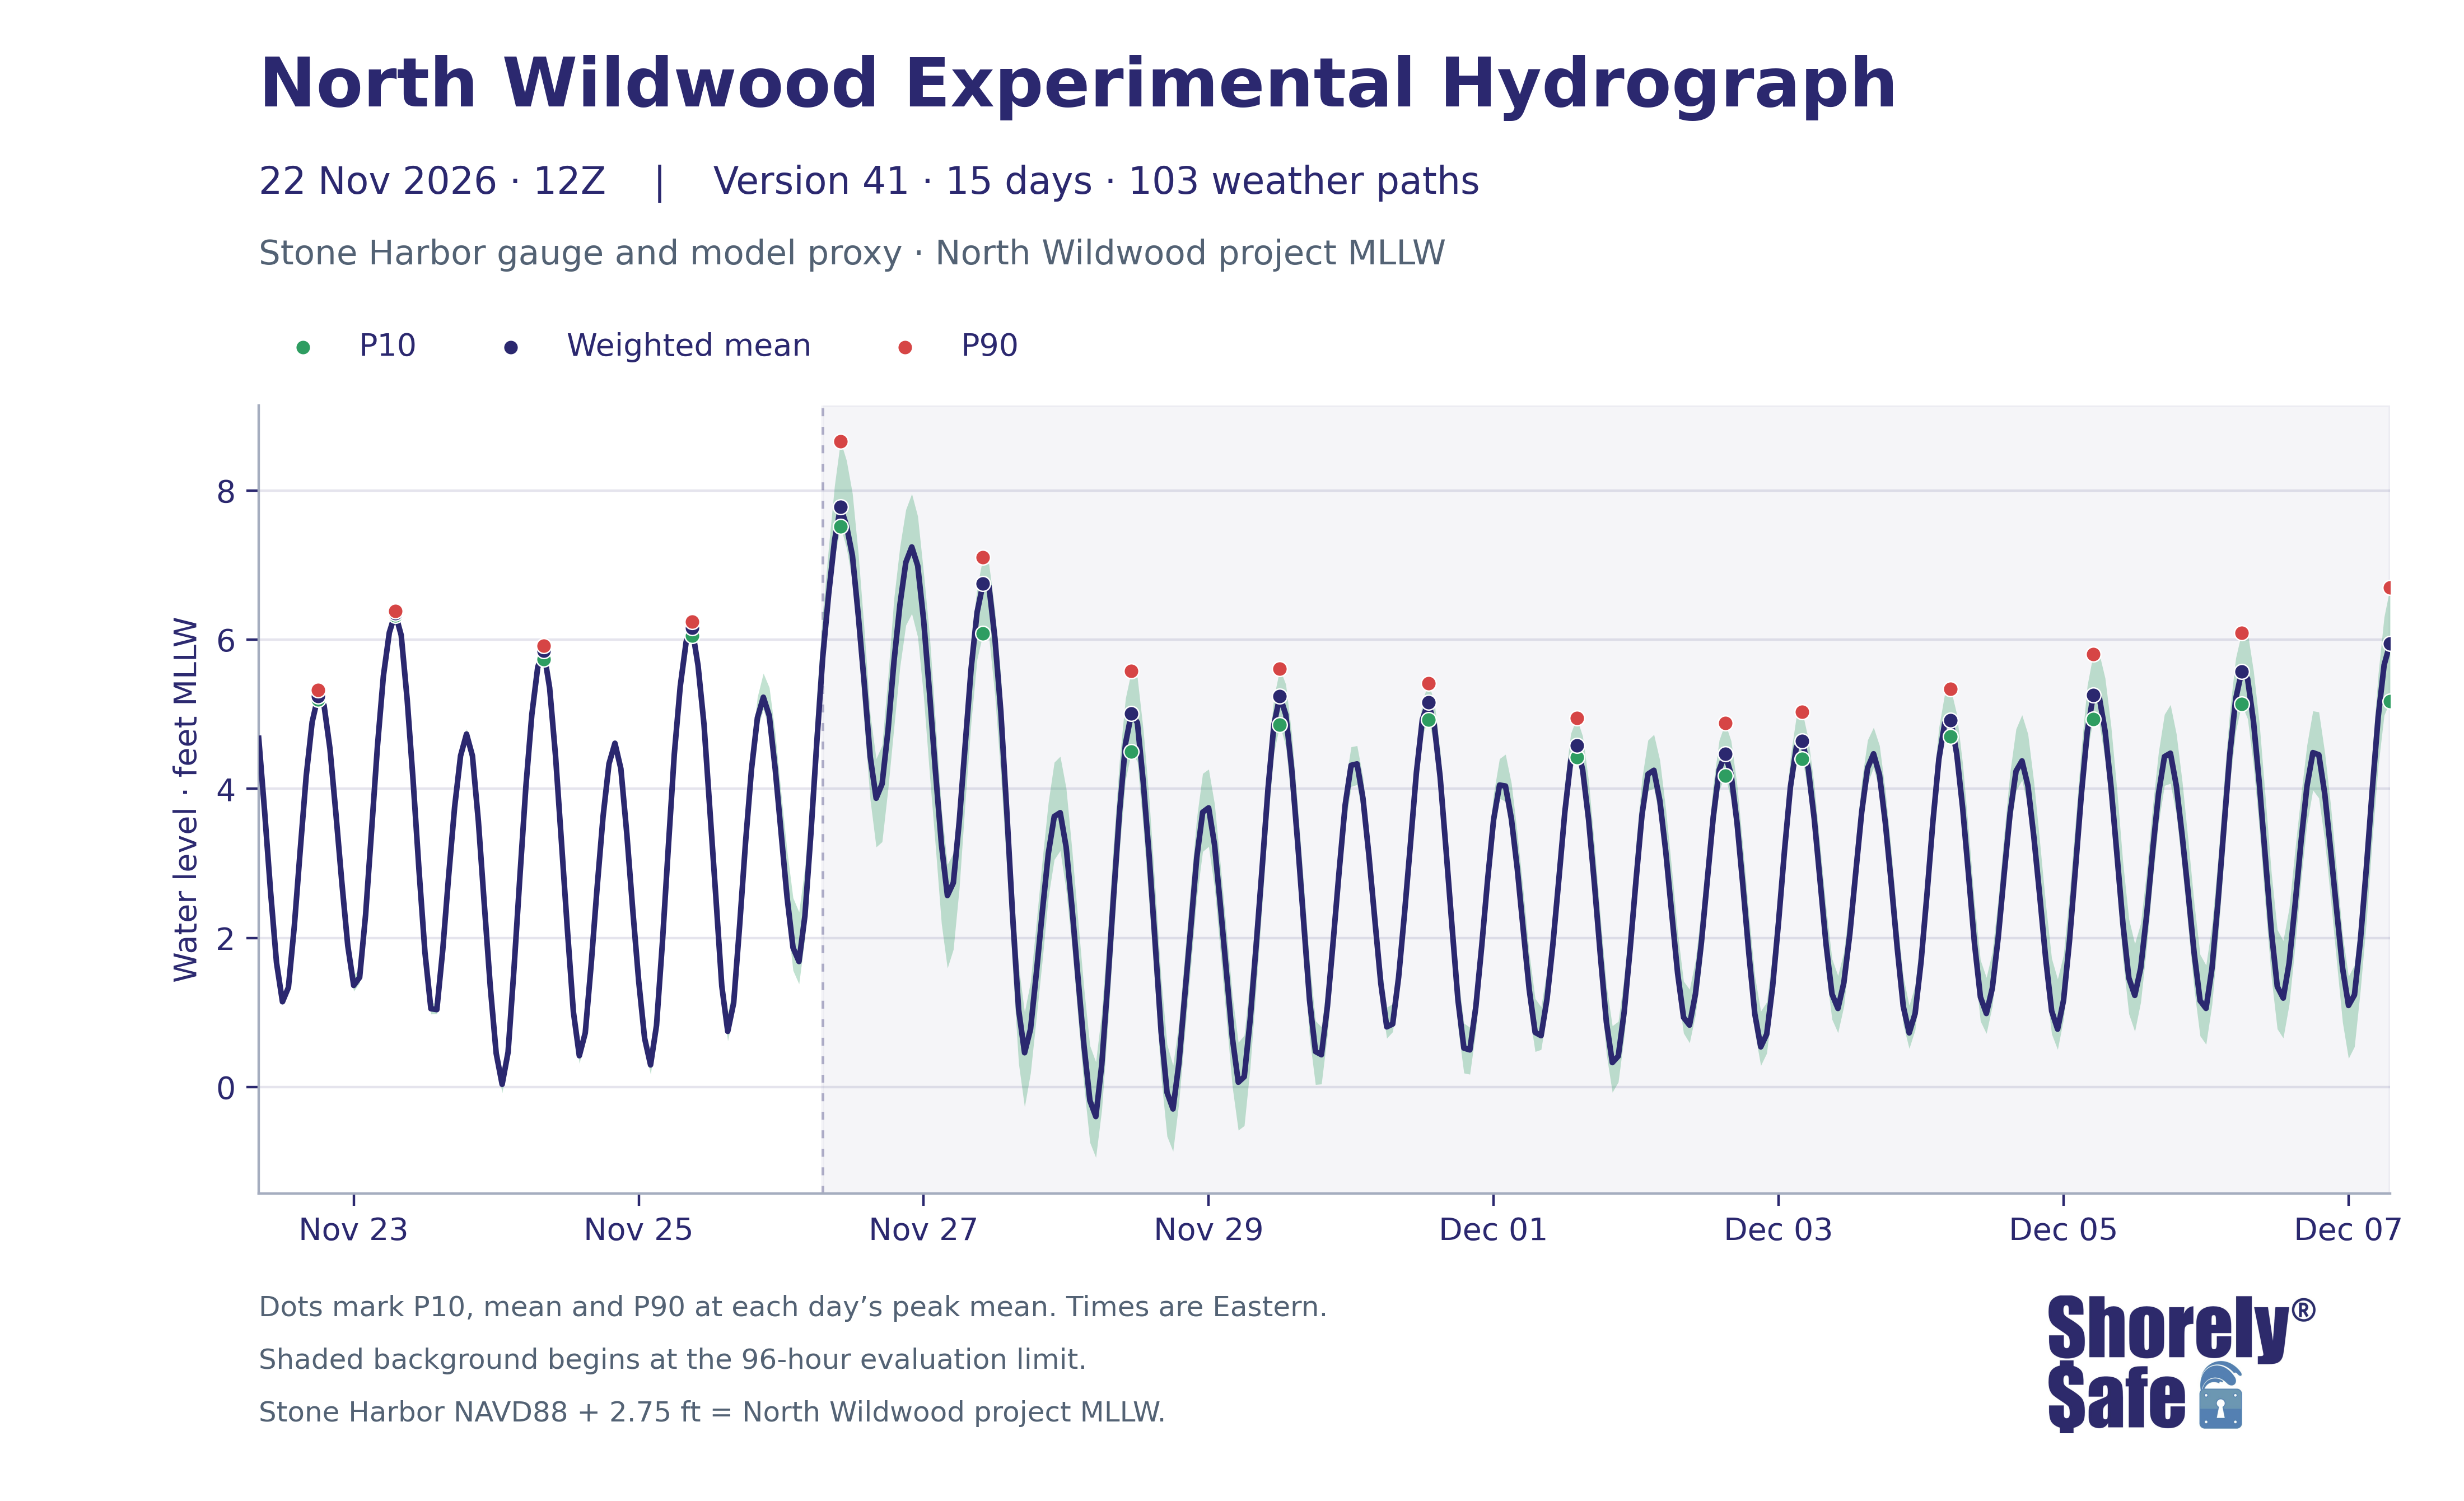 North Wildwood Experimental Hydrograph
22 Nov 2026 · 12Z | Version 41 · 15 days · 103 weather paths
Stone Harbor gauge and model proxy · North Wildwood project MLLW
P10 Weighted mean P90
Water level · feet MLLW
8
6
4
2
0
Nov 23 Nov 25 Nov 27 Nov 29 Dec 01 Dec 03 Dec 05 Dec 07
Dots mark P10, mean and P90 at each day’s peak mean. Times are Eastern.
Shaded background begins at the 96-hour evaluation limit.
Stone Harbor NAVD88 + 2.75 ft = North Wildwood project MLLW.
Shorely®
$afe